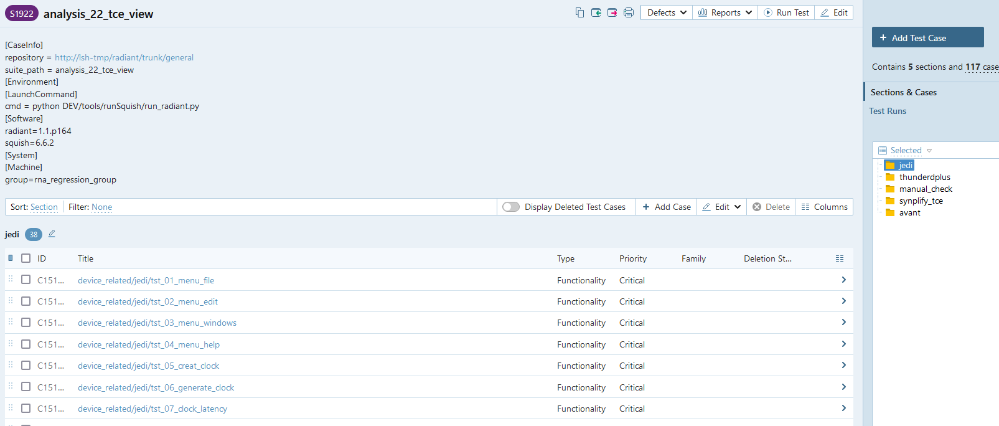 S1922 analysis_22_tce_view
Defects Reports Run Test Edit
[CaseInfo]
repository = http://lsh-tmp/radiant/trunk/general
suite_path = analysis_22_tce_view
[Environment]
[LaunchCommand]
cmd = python DEV/tools/runSquish/run_radiant.py
[Software]
radiant=1.1.p164
squish=6.6.2
[System]
[Machine]
group=rna_regression_group
Sort: Section Filter: None Display Deleted Test Cases + Add Case Edit Delete Columns
jedi 38
ID Title Type Priority Family Deletion St...
C151... device_related/jedi/tst_01_menu_file Functionality Critical
C151... device_related/jedi/tst_02_menu_edit Functionality Critical
C151... device_related/jedi/tst_03_menu_windows Functionality Critical
C151... device_related/jedi/tst_04_menu_help Functionality Critical
C151... device_related/jedi/tst_05_creat_clock Functionality Critical
C151... device_related/jedi/tst_06_generate_clock Functionality Critical
C151... device_related/jedi/tst_07_clock_latency Functionality Critical
+ Add Test Case
Contains 5 sections and 117 case
Sections & Cases
Test Runs
Selected
jedi
thunderdplus
manual_check
synplify_tce
avant